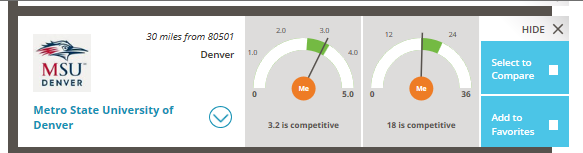 HIDE X
30 miles from 80501
Denver
MSU
DENVER
Metro State University of
Denver
2.0 3.0
1.0 4.0
Me
0 5.0
3.2 is competitive
12 24
Me
0 36
18 is competitive
Select to
Compare
Add to
Favorites